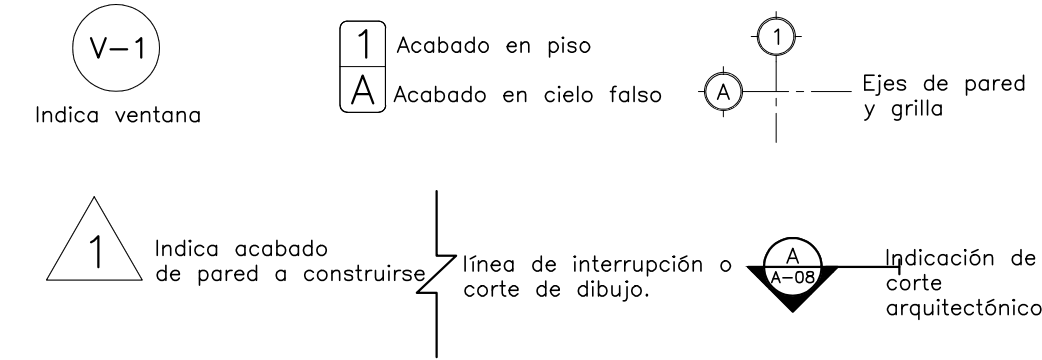 V-1
Indica ventana
1
Acabado en piso
A
Acabado en cielo falso
1
A
Ejes de pared
y grilla
1
Indica acabado
de pared a construirse
línea de interrupción o
corte de dibujo.
A
A-08
Indicación de
corte
arquitectónico